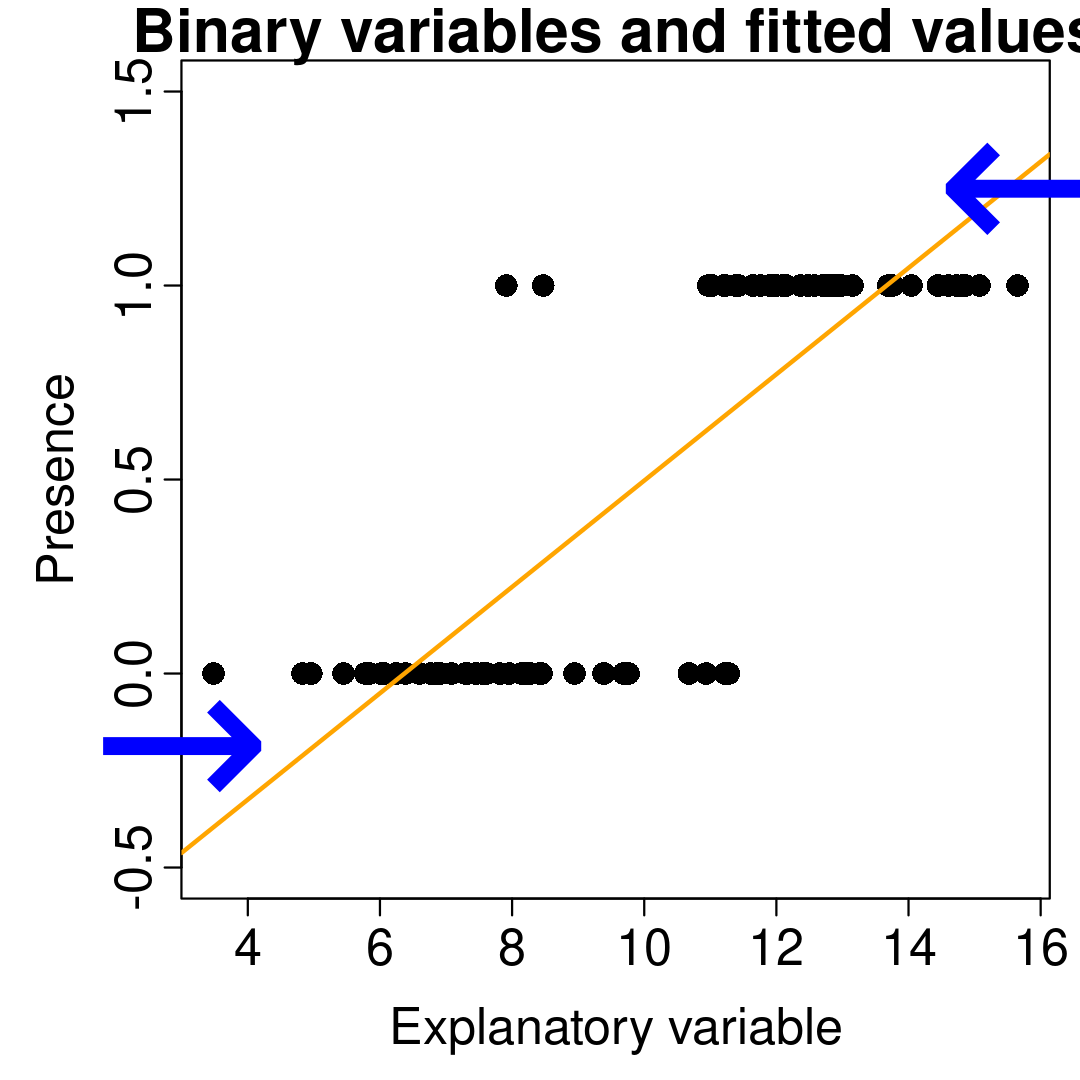 Binary variables and fitted values
1.5
1.0
0.5
0.0
-0.5
Presence
4 6 8 10 12 14 16
Explanatory variable